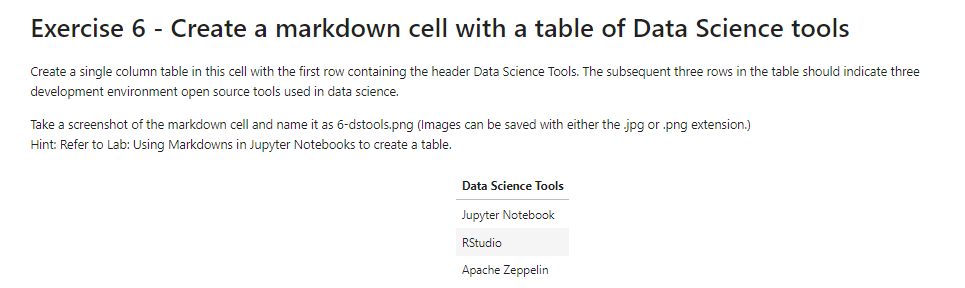 Exercise 6 - Create a markdown cell with a table of Data Science tools
Create a single column table in this cell with the first row containing the header Data Science Tools. The subsequent three rows in the table should indicate three
development environment open source tools used in data science.
Take a screenshot of the markdown cell and name it as 6-dstools.png (Images can be saved with either the .jpg or .png extension.)
Hint: Refer to Lab: Using Markdowns in Jupyter Notebooks to create a table.
Data Science Tools
Jupyter Notebook
RStudio
Apache Zeppelin